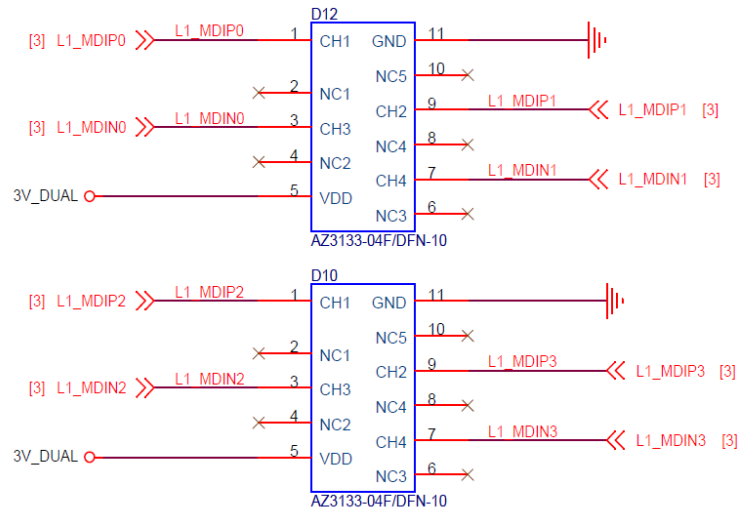 D12
[3] L1_MDIP0 L1_MDIP0 1 CH1 GND 11
NC5 10
2 NC1
CH2 9 L1_MDIP1 L1_MDIP1 [3]
[3] L1_MDIN0 L1_MDIN0 3 CH3
NC4 8
4 NC2
CH4 7 L1_MDIN1 L1_MDIN1 [3]
3V_DUAL 5 VDD
NC3 6
AZ3133-04F/DFN-10
D10
[3] L1_MDIP2 L1_MDIP2 1 CH1 GND 11
NC5 10
2 NC1
CH2 9 L1_MDIP3 L1_MDIP3 [3]
[3] L1_MDIN2 L1_MDIN2 3 CH3
NC4 8
4 NC2
CH4 7 L1_MDIN3 L1_MDIN3 [3]
3V_DUAL 5 VDD
NC3 6
AZ3133-04F/DFN-10